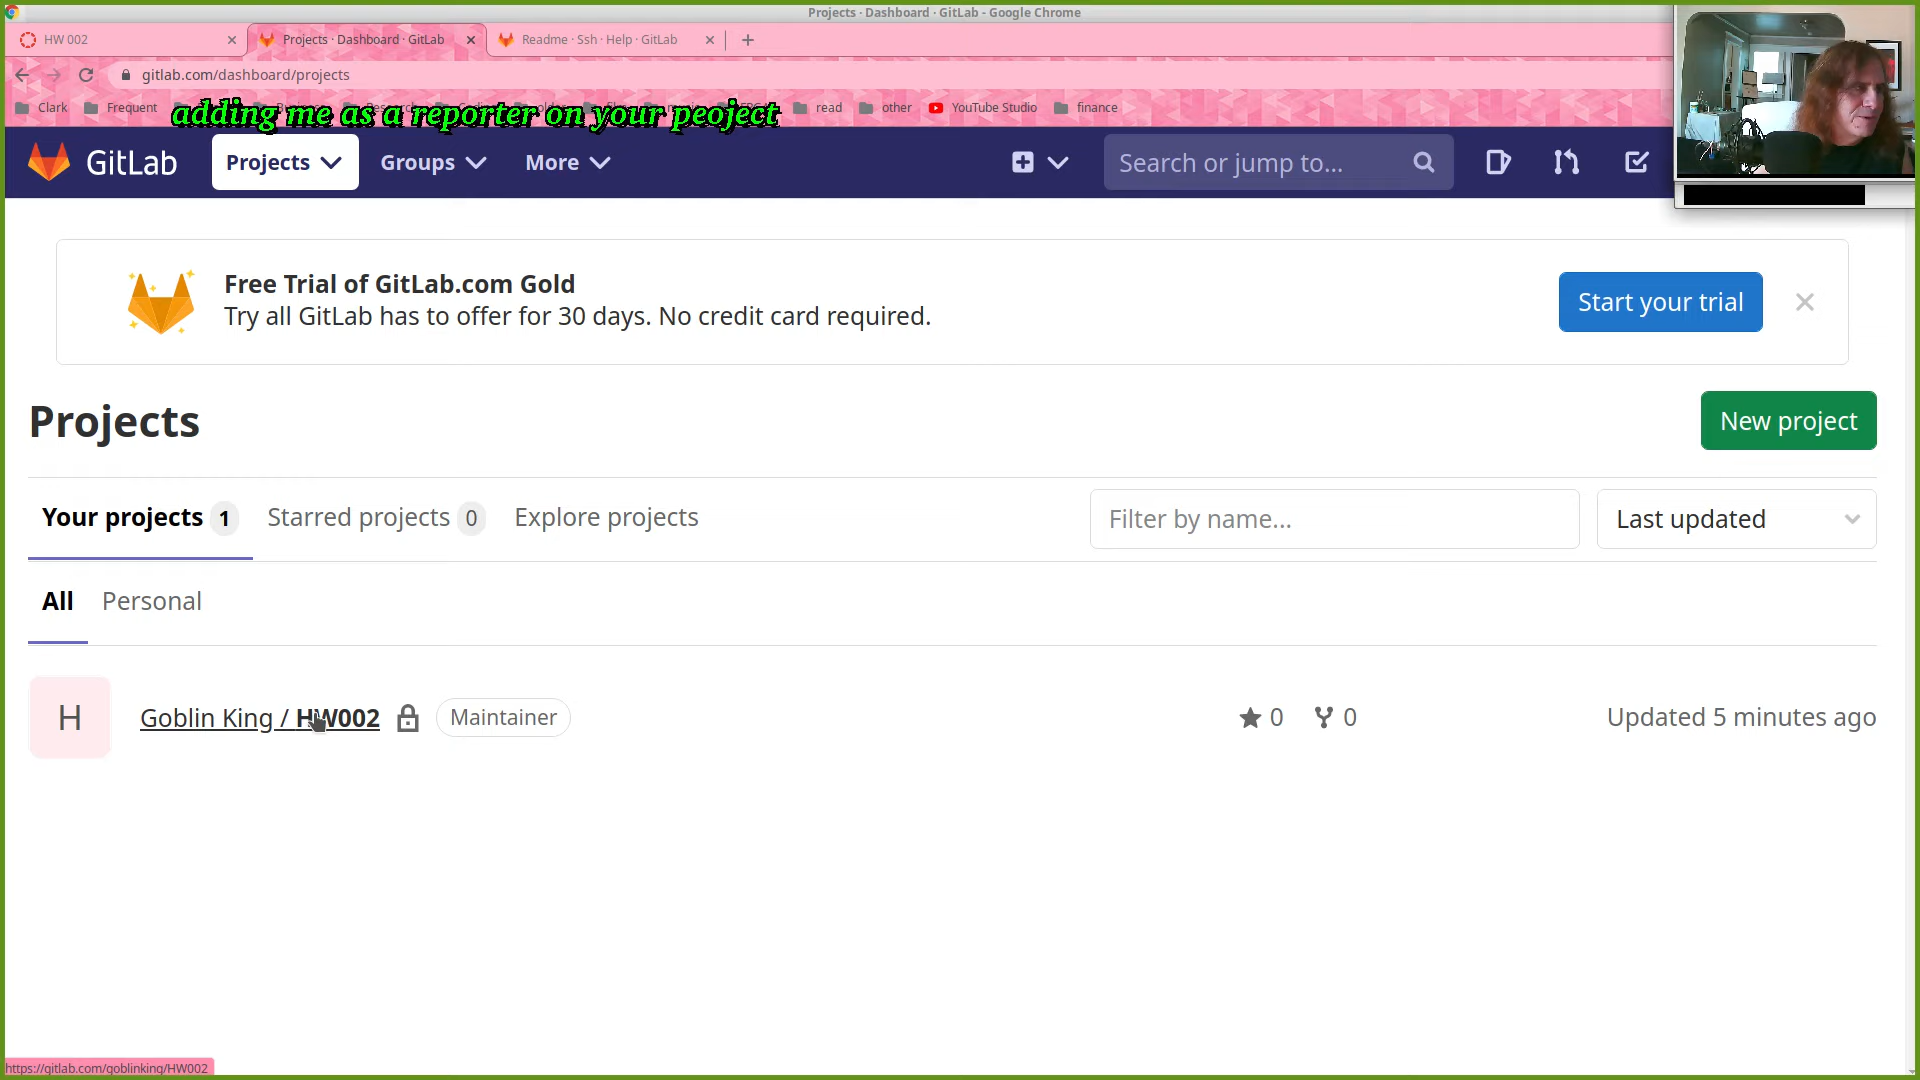 Projects · Dashboard · GitLab - Google Chrome
HW 002
Projects · Dashboard · GitLab
Readme · Ssh · Help · GitLab
gitlab.com/dashboard/projects
Clark
Frequent
read
other
YouTube Studio
finance
adding me as a reporter on your peoject
GitLab
Projects
Groups
More
Search or jump to...
Free Trial of GitLab.com Gold
Try all GitLab has to offer for 30 days. No credit card required.
Start your trial
Projects
New project
Your projects 1
Starred projects 0
Explore projects
Filter by name...
Last updated
All
Personal
H
Goblin King / HW002
Maintainer
0
0
Updated 5 minutes ago
https://gitlab.com/goblinking/HW002